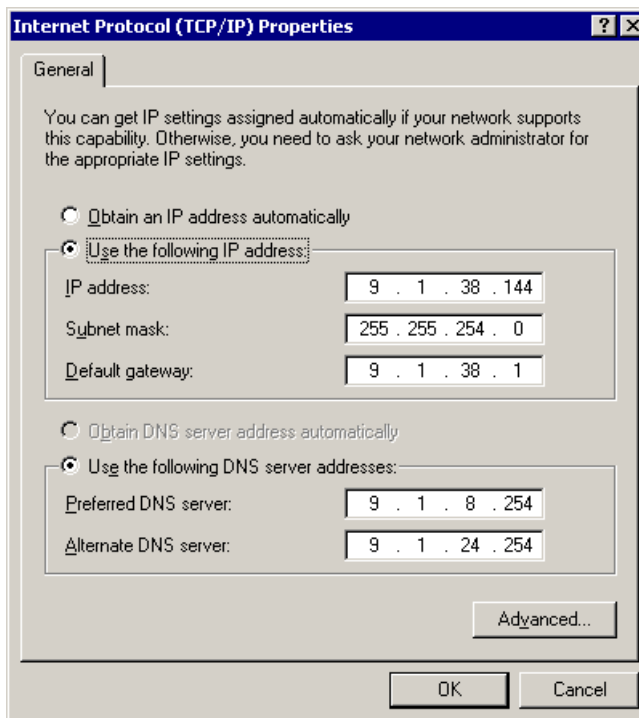 Internet Protocol (TCP/IP) Properties
General
You can get IP settings assigned automatically if your network supports
this capability. Otherwise, you need to ask your network administrator for
the appropriate IP settings.
Obtain an IP address automatically
Use the following IP address:
IP address: 9 . 1 . 38 . 144
Subnet mask: 255 . 255 . 254 . 0
Default gateway: 9 . 1 . 38 . 1
Obtain DNS server address automatically
Use the following DNS server addresses:
Preferred DNS server: 9 . 1 . 8 . 254
Alternate DNS server: 9 . 1 . 24 . 254
Advanced...
OK Cancel